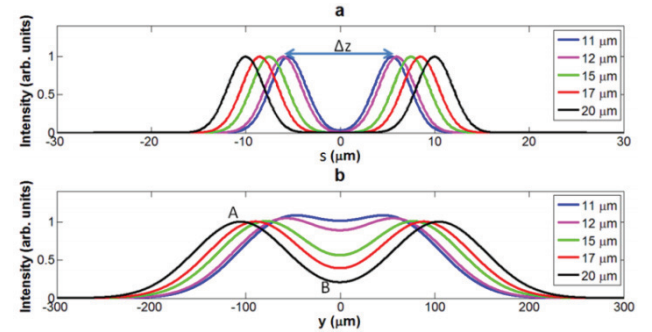 a
Intensity (arb. units)
1
0.5
0
Δz
11 μm
12 μm
15 μm
17 μm
20 μm
-30 -20 -10 0 10 20 30
s (μm)
b
Intensity (arb. units)
1
0.5
0
A
B
11 μm
12 μm
15 μm
17 μm
20 μm
-300 -200 -100 0 100 200 300
y (μm)